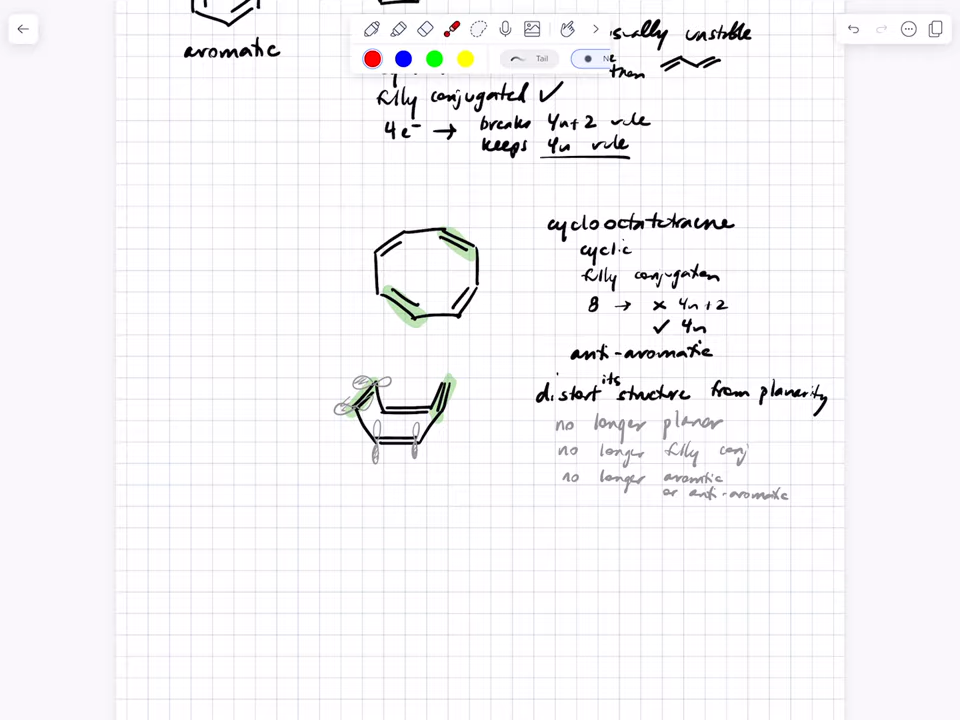 aromatic
usually unstable
then
fully conjugated ✓
4e⁻ → breaks 4n+2 rule
keeps 4n rule
Tail
cyclooctatetraene
cyclic
fully conjugation
8 → × 4n+2
✓ 4n
anti-aromatic
distort its structure from planarity
no longer planar
no longer fully conj
no longer aromatic
or anti-aromatic